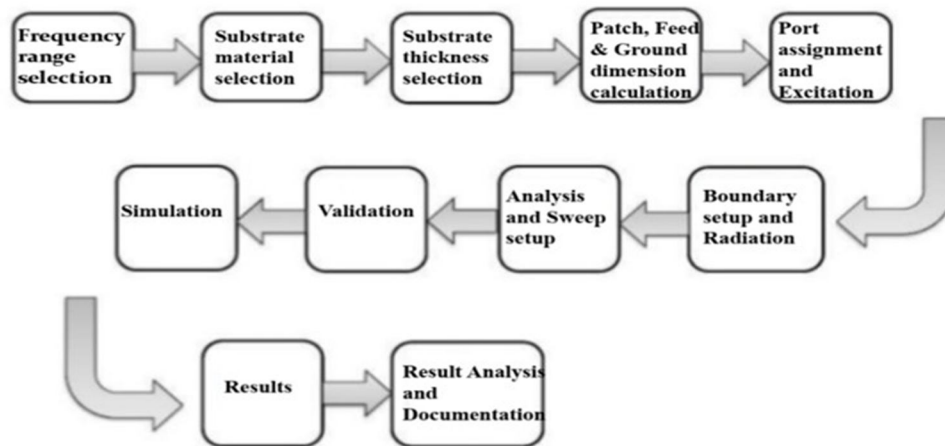 Frequency
range
selection
Substrate
material
selection
Substrate
thickness
selection
Patch, Feed
& Ground
dimension
calculation
Port
assignment
and
Excitation
Boundary
setup and
Radiation
Analysis
and Sweep
setup
Validation
Simulation
Results
Result Analysis
and
Documentation